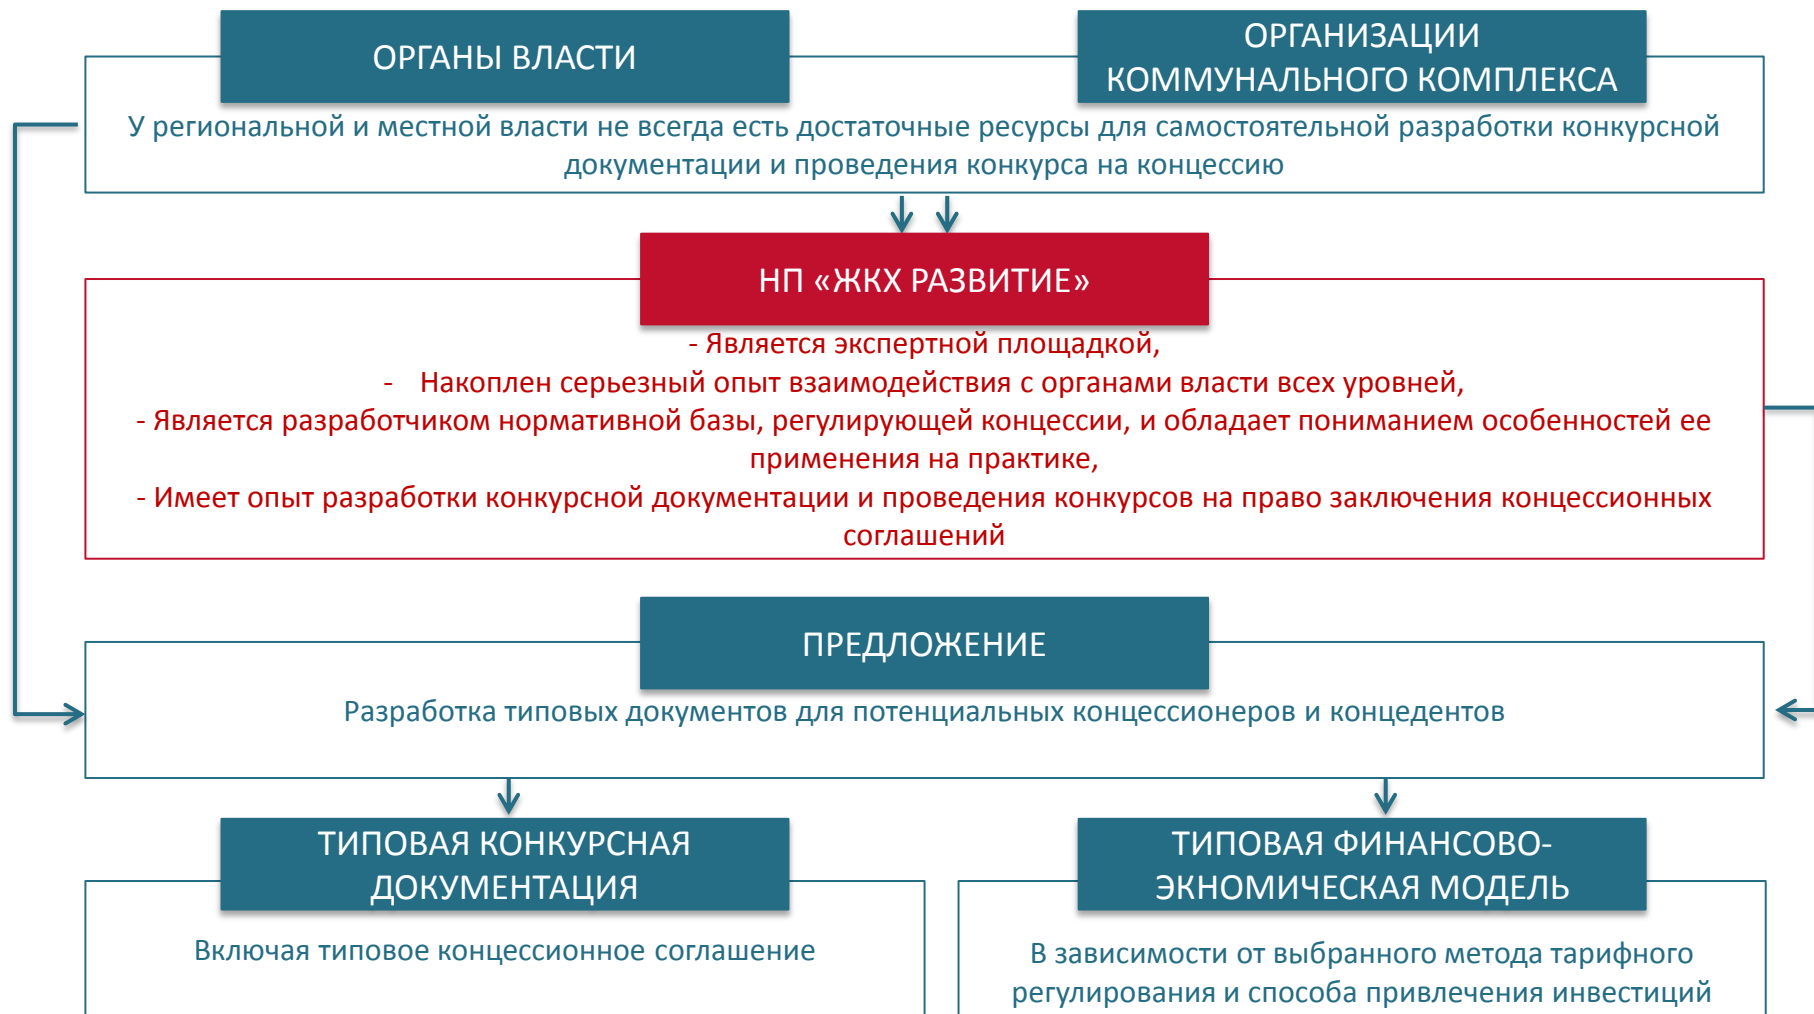 ОРГАНЫ ВЛАСТИ
ОРГАНИЗАЦИИ
КОММУНАЛЬНОГО КОМПЛЕКСА
У региональной и местной власти не всегда есть достаточные ресурсы для самостоятельной разработки конкурсной
документации и проведения конкурса на концессию
НП «ЖКХ РАЗВИТИЕ»
- Является экспертной площадкой,
- Накоплен серьезный опыт взаимодействия с органами власти всех уровней,
- Является разработчиком нормативной базы, регулирующей концессии, и обладает пониманием особенностей ее
применения на практике,
- Имеет опыт разработки конкурсной документации и проведения конкурсов на право заключения концессионных
соглашений
ПРЕДЛОЖЕНИЕ
Разработка типовых документов для потенциальных концессионеров и концедентов
ТИПОВАЯ КОНКУРСНАЯ
ДОКУМЕНТАЦИЯ
Включая типовое концессионное соглашение
ТИПОВАЯ ФИНАНСОВО-
ЭКНОМИЧЕСКАЯ МОДЕЛЬ
В зависимости от выбранного метода тарифного
регулирования и способа привлечения инвестиций